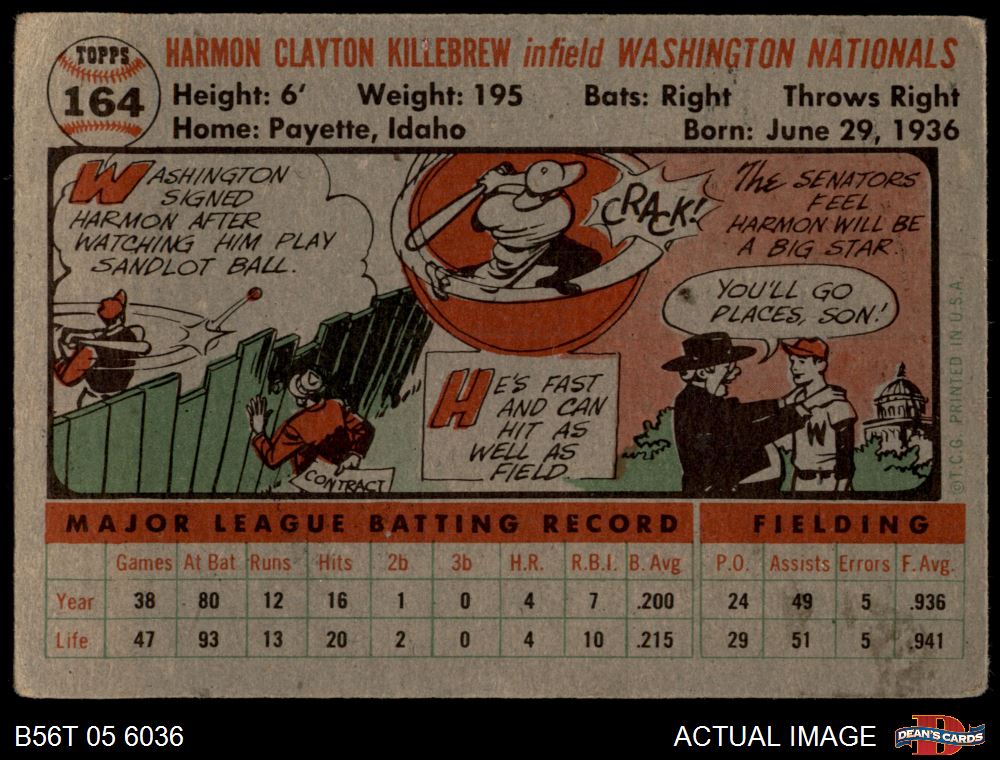 TOPPS
164
HARMON CLAYTON KILLEBREW infield WASHINGTON NATIONALS
Height: 6' Weight: 195 Bats: Right Throws Right
Home: Payette, Idaho Born: June 29, 1936
WASHINGTON
SIGNED
HARMON AFTER
WATCHING HIM PLAY
SANDLOT BALL.
CONTRACT
CRACK!
HE'S FAST
AND CAN
HIT AS
WELL AS
FIELD
THE SENATORS
FEEL
HARMON WILL BE
A BIG STAR.
YOU'LL GO
PLACES, SON!
W
©T.C.G. PRINTED IN U.S.A.
MAJOR LEAGUE BATTING RECORD FIELDING
Games At Bat Runs Hits 2b 3b H.R. R.B.I. B. Avg P.O. Assists Errors F. Avg.
Year 38 80 12 16 1 0 4 7 .200 24 49 5 .936
Life 47 93 13 20 2 0 4 10 .215 29 51 5 .941
B56T 05 6036 ACTUAL IMAGE
DEAN'S CARDS